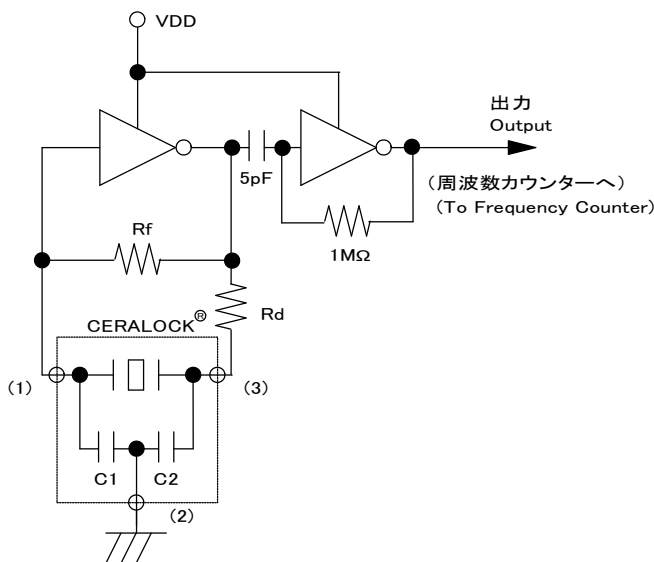 VDD
出力
Output
5pF
(周波数カウンターへ)
(To Frequency Counter)
Rf
1MΩ
Rd
CERALOCK®
(1)
(3)
C1
C2
(2)